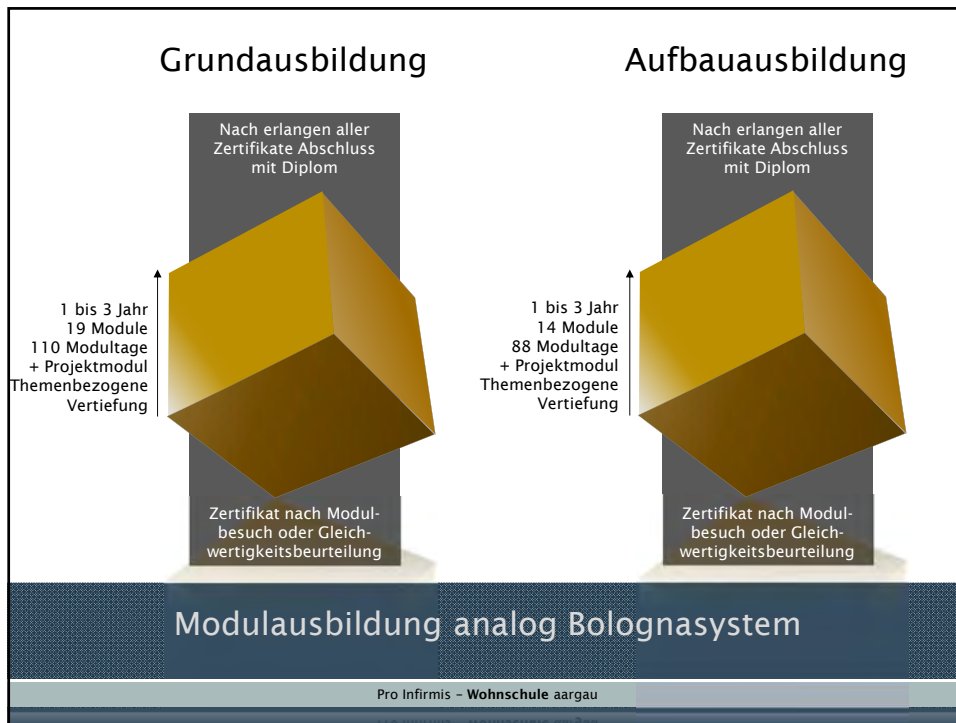 Grundausbildung
Nach erlangen aller
Zertifikate Abschluss
mit Diplom
1 bis 3 Jahr
19 Module
110 Modultage
+ Projektmodul
Themenbezogene
Vertiefung
Zertifikat nach Modul-
besuch oder Gleich-
wertigkeitsbeurteilung
Aufbauausbildung
Nach erlangen aller
Zertifikate Abschluss
mit Diplom
1 bis 3 Jahr
14 Module
88 Modultage
+ Projektmodul
Themenbezogene
Vertiefung
Zertifikat nach Modul-
besuch oder Gleich-
wertigkeitsbeurteilung
Modulausbildung analog Bolognasystem
Pro Infirmis – Wohnschule aargau